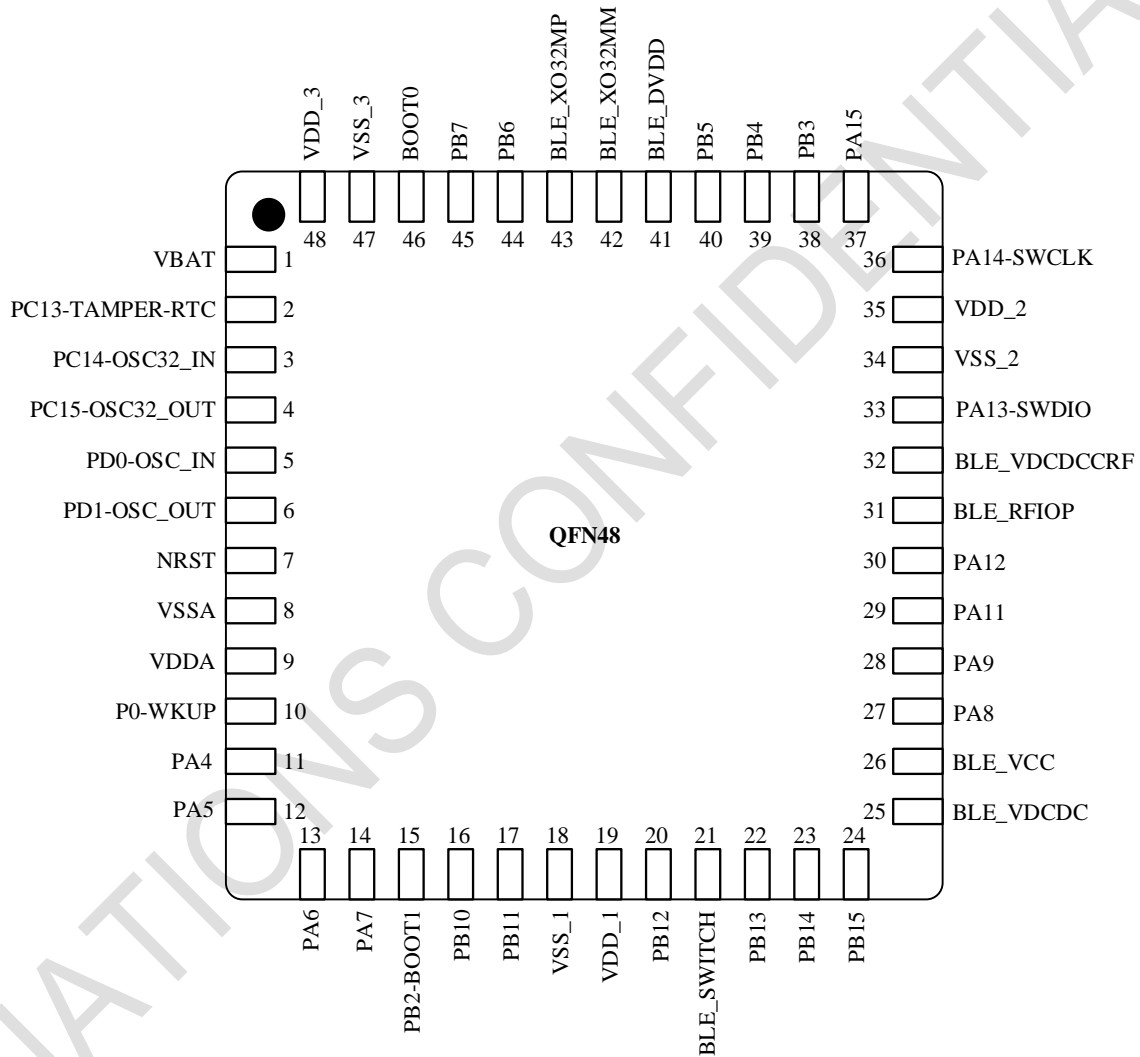 VDD_3
VSS_3
BOOT0
PB7
PB6
BLE_XO32MP
BLE_XO32MM
BLE_DVDD
PB5
PB4
PB3
PA15
48
47
46
45
44
43
42
41
40
39
38
37
VBAT 1
PC13-TAMPER-RTC 2
PC14-OSC32_IN 3
PC15-OSC32_OUT 4
PD0-OSC_IN 5
PD1-OSC_OUT 6
NRST 7
VSSA 8
VDDA 9
P0-WKUP 10
PA4 11
PA5 12
QFN48
36 PA14-SWCLK
35 VDD_2
34 VSS_2
33 PA13-SWDIO
32 BLE_VDCDCCRF
31 BLE_RFIOP
30 PA12
29 PA11
28 PA9
27 PA8
26 BLE_VCC
25 BLE_VDCDC
13
14
15
16
17
18
19
20
21
22
23
24
PA6
PA7
PB2-BOOT1
PB10
PB11
VSS_1
VDD_1
PB12
BLE_SWITCH
PB13
PB14
PB15